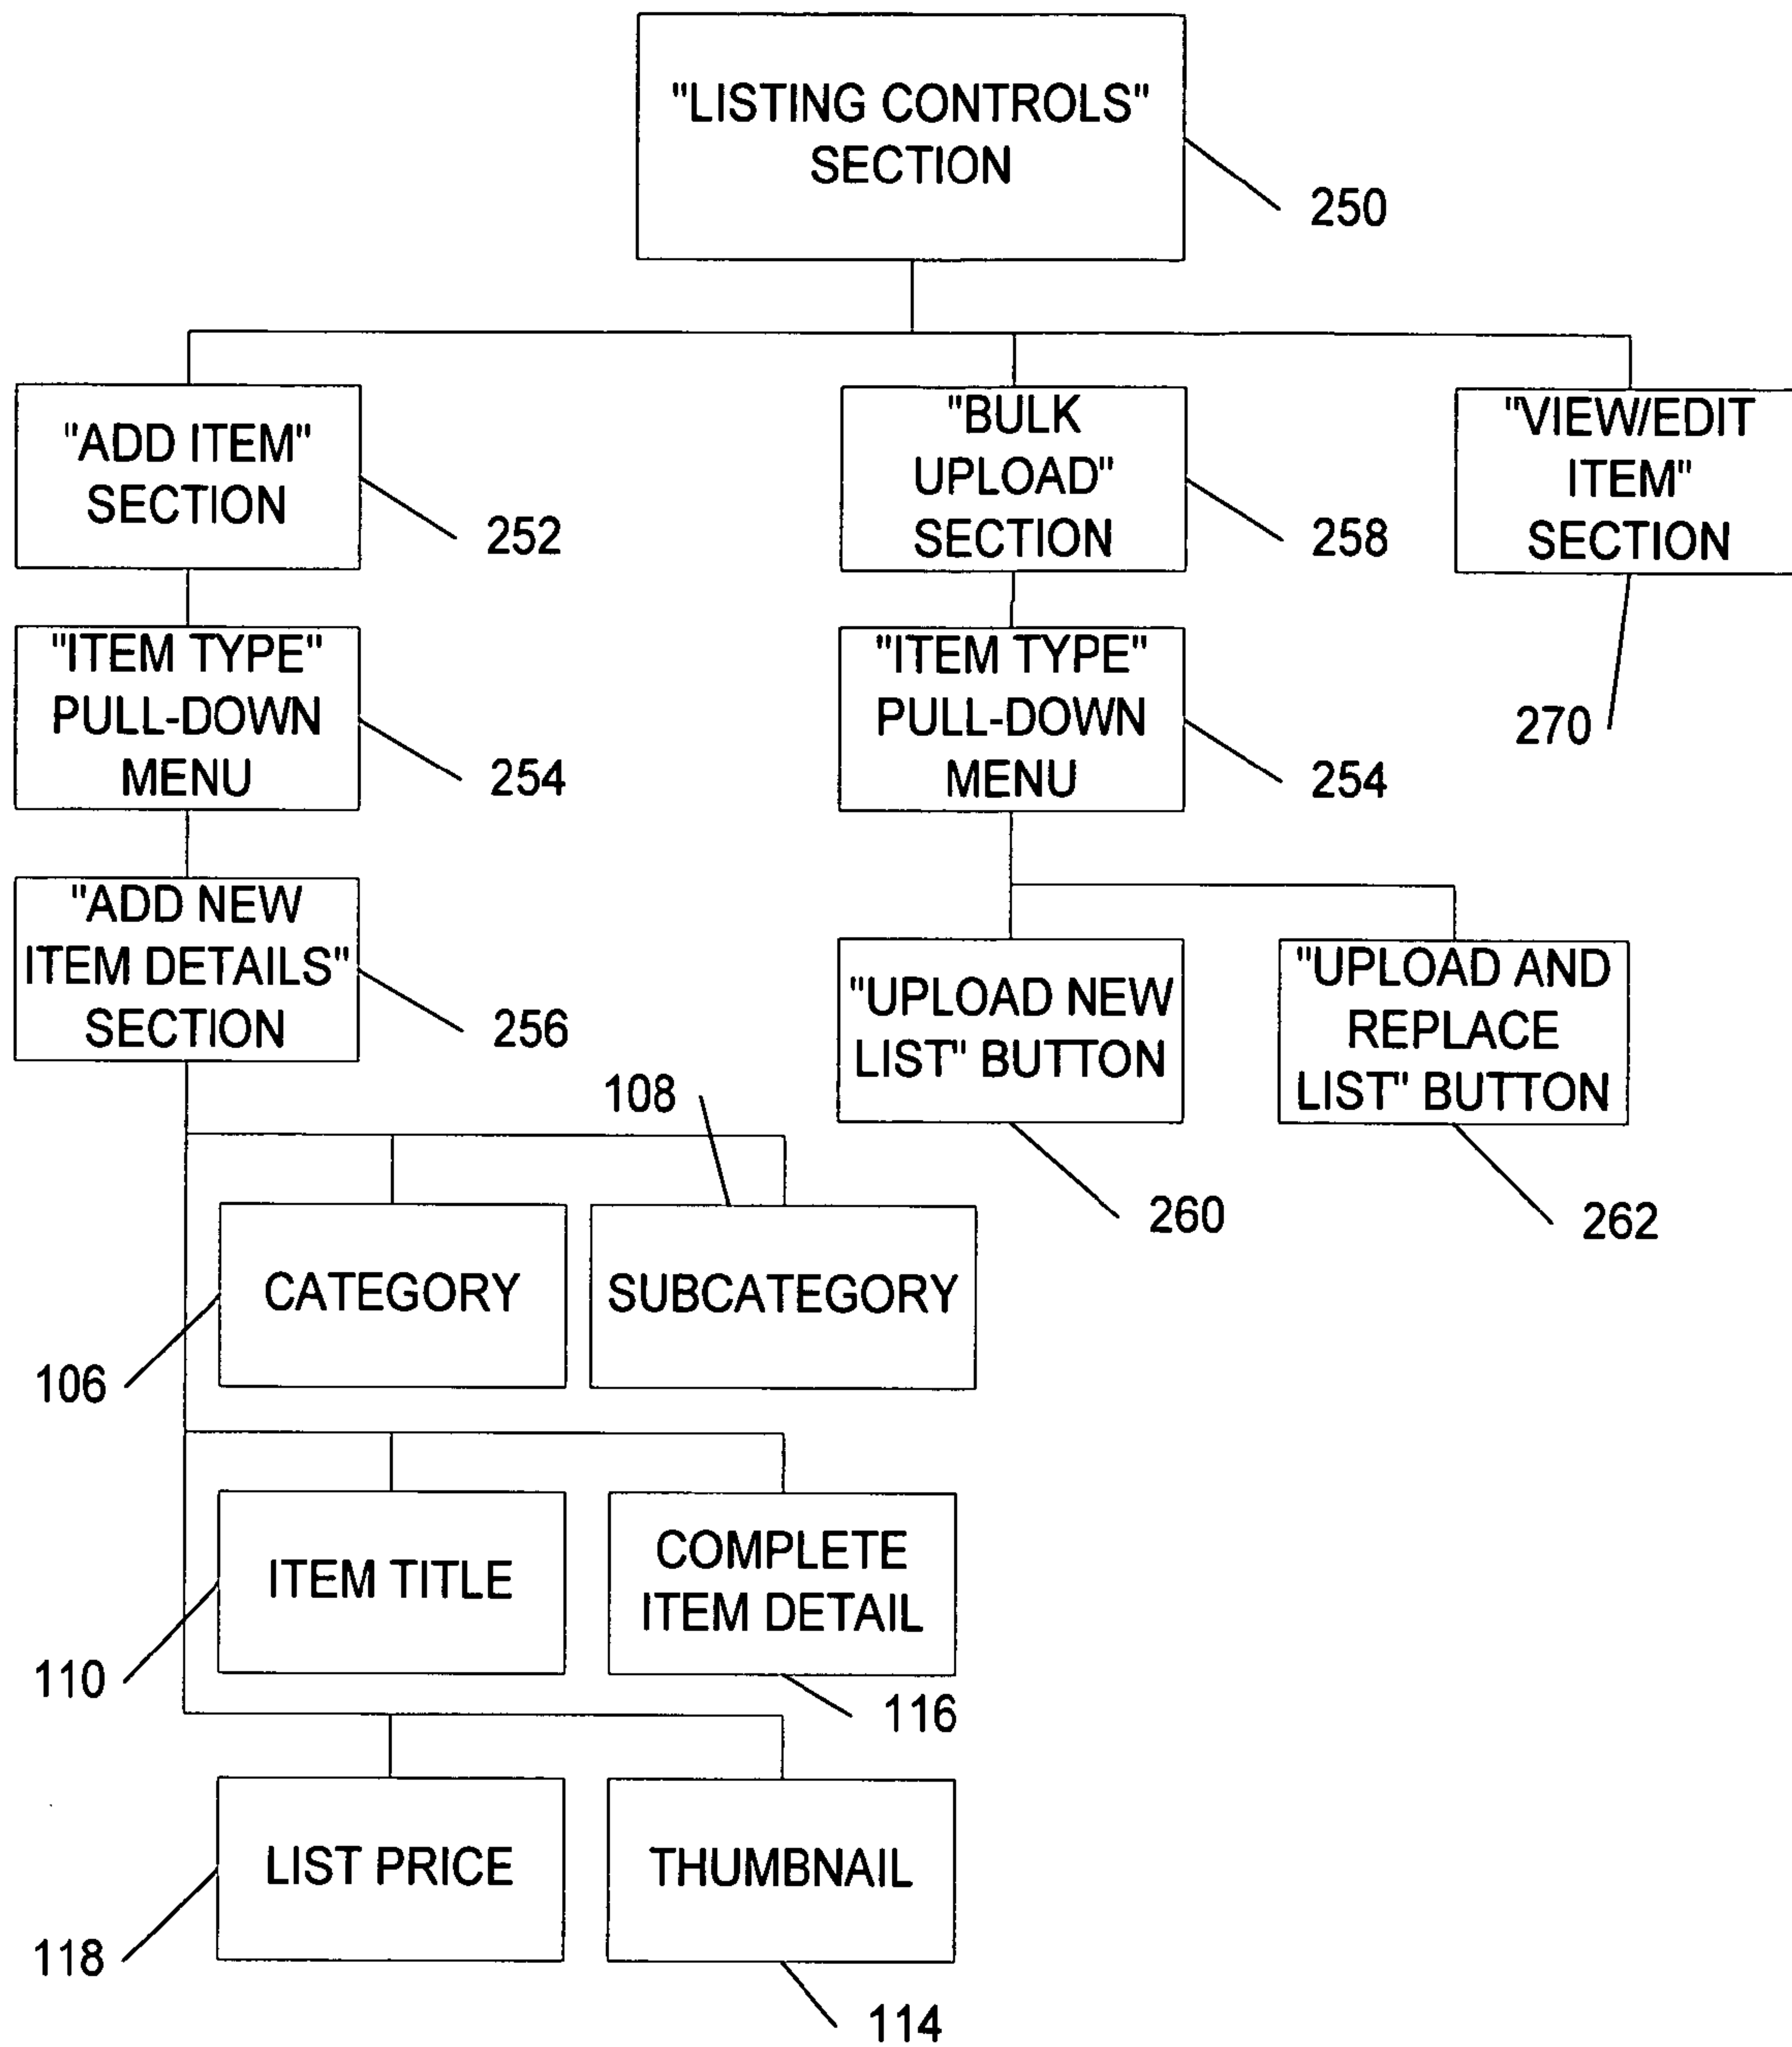 "LISTING CONTROLS"
SECTION
250
"ADD ITEM"
SECTION
252
"BULK
UPLOAD"
SECTION
258
"VIEW/EDIT
ITEM"
SECTION
270
"ITEM TYPE"
PULL-DOWN
MENU
254
"ITEM TYPE"
PULL-DOWN
MENU
254
"ADD NEW
ITEM DETAILS"
SECTION
256
"UPLOAD NEW
LIST" BUTTON
260
"UPLOAD AND
REPLACE
LIST" BUTTON
262
108
CATEGORY
106
SUBCATEGORY
ITEM TITLE
110
COMPLETE
ITEM DETAIL
116
LIST PRICE
118
THUMBNAIL
114